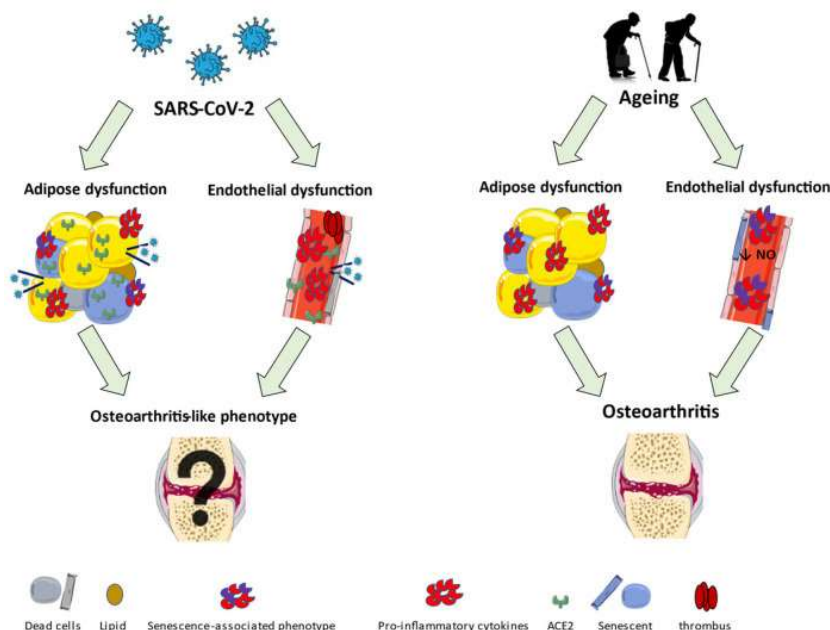 SARS-CoV-2
Ageing
Adipose dysfunction
Endothelial dysfunction
Adipose dysfunction
Endothelial dysfunction
↓ NO
Osteoarthritis-like phenotype
Osteoarthritis
?
Dead cells
Lipid
Senescence-associated phenotype
Pro-inflammatory cytokines
ACE2
Senescent
thrombus